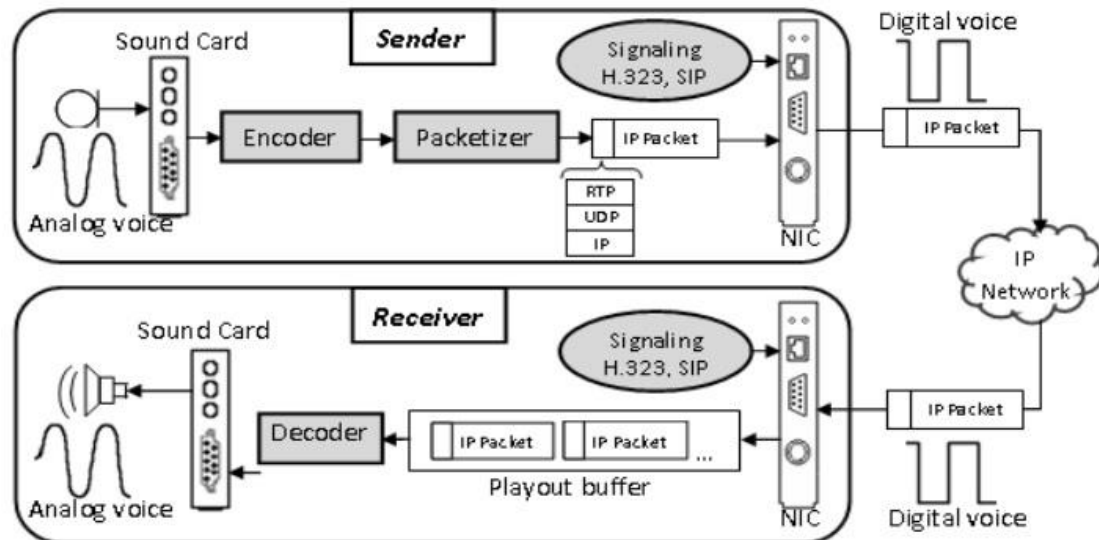 Sender
Digital voice
Sound Card
Signaling
H.323, SIP
Encoder
Packetizer
IP Packet
IP Packet
RTP
UDP
IP
Analog voice
NIC
IP
Network
Receiver
Sound Card
Signaling
H.323, SIP
IP Packet
Decoder
IP Packet
IP Packet
...
Playout buffer
Analog voice
NIC
Digital voice